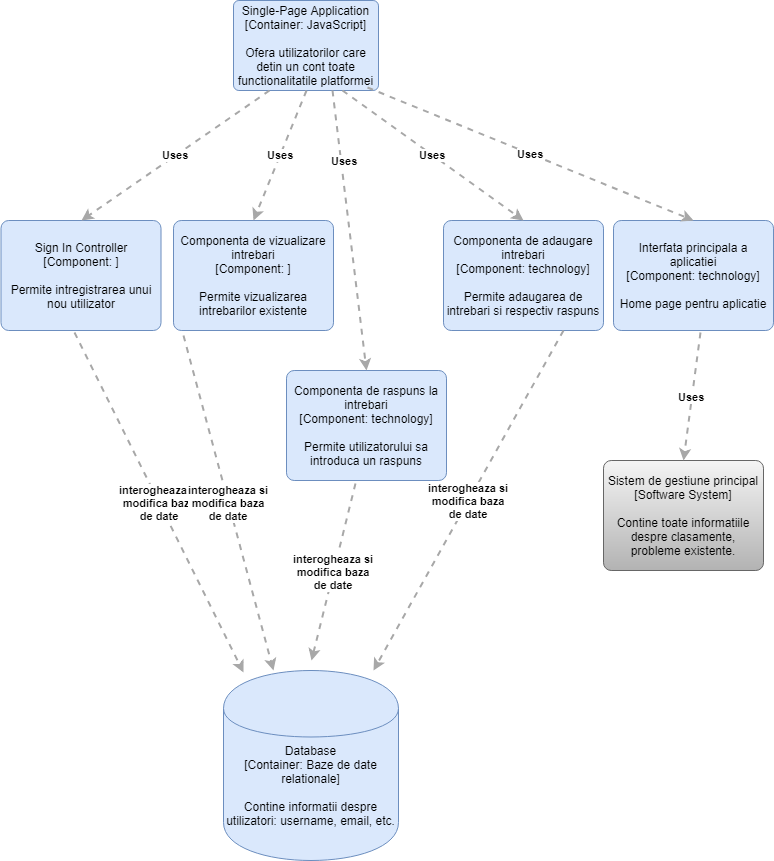 Single-Page Application
[Container: JavaScript]
Ofera utilizatorilor care
detin un cont toate
functionalitatile platformei
Uses
Uses
Uses
Uses
Uses
Sign In Controller
[Component: ]
Permite intregistrarea unui
nou utilizator
Componenta de vizualizare
intrebari
[Component: ]
Permite vizualizarea
intrebarilor existente
Componenta de adaugare
intrebari
[Component: technology]
Permite adaugarea de
intrebari si respectiv raspuns
Interfata principala a
aplicatiei
[Component: technology]
Home page pentru aplicatie
Componenta de raspuns la
intrebari
[Component: technology]
Permite utilizatorului sa
introduca un raspuns
Uses
Sistem de gestiune principal
[Software System]
Contine toate informatiile
despre clasamente,
probleme existente.
interogheaza
modifica baz
de date
interogheaza si
modifica baza
de date
interogheaza si
modifica baza
de date
interogheaza si
modifica baza
de date
Database
[Container: Baze de date
relationale]
Contine informatii despre
utilizatori: username, email, etc.